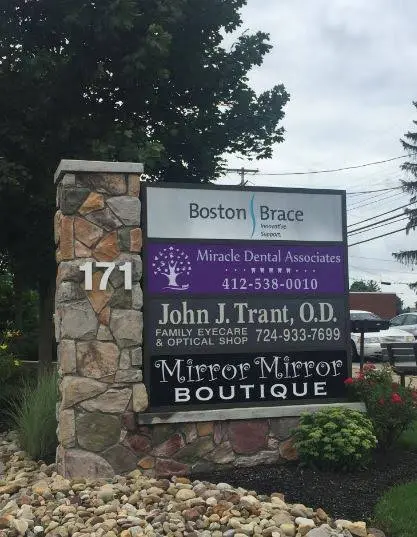 171
Boston Brace
Innovative
Support
Miracle Dental Associates
412-538-0010
John J. Trant, O.D.
FAMILY EYECARE
& OPTICAL SHOP 724-933-7699
Mirror Mirror
BOUTIQUE